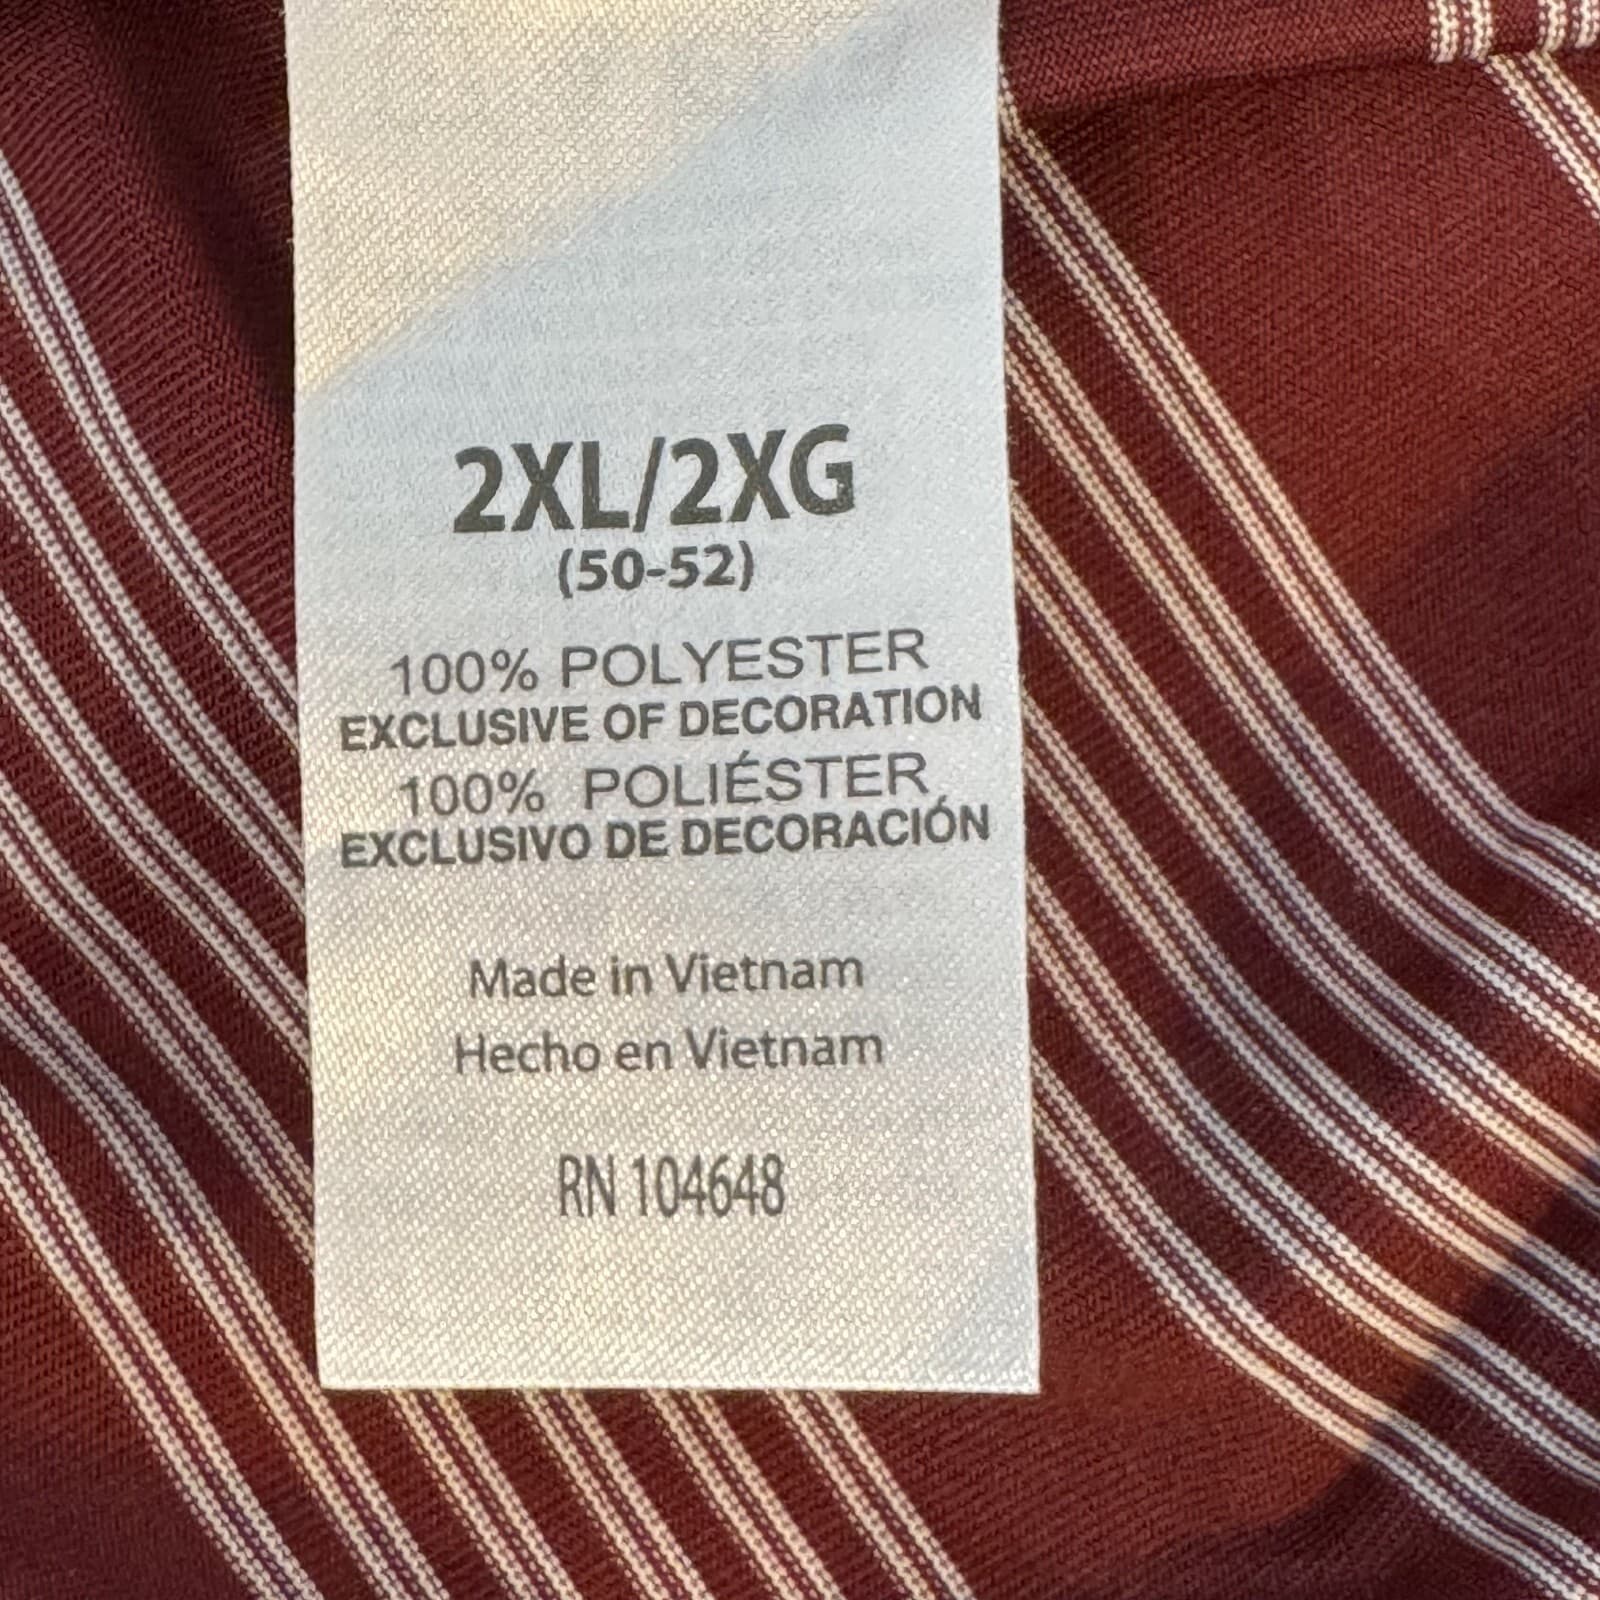 2XL/2XG
(50-52)
100% POLYESTER
EXCLUSIVE OF DECORATION
100% POLIÉSTER
EXCLUSIVO DE DECORACIÓN
Made in Vietnam
Hecho en Vietnam
RN 104648